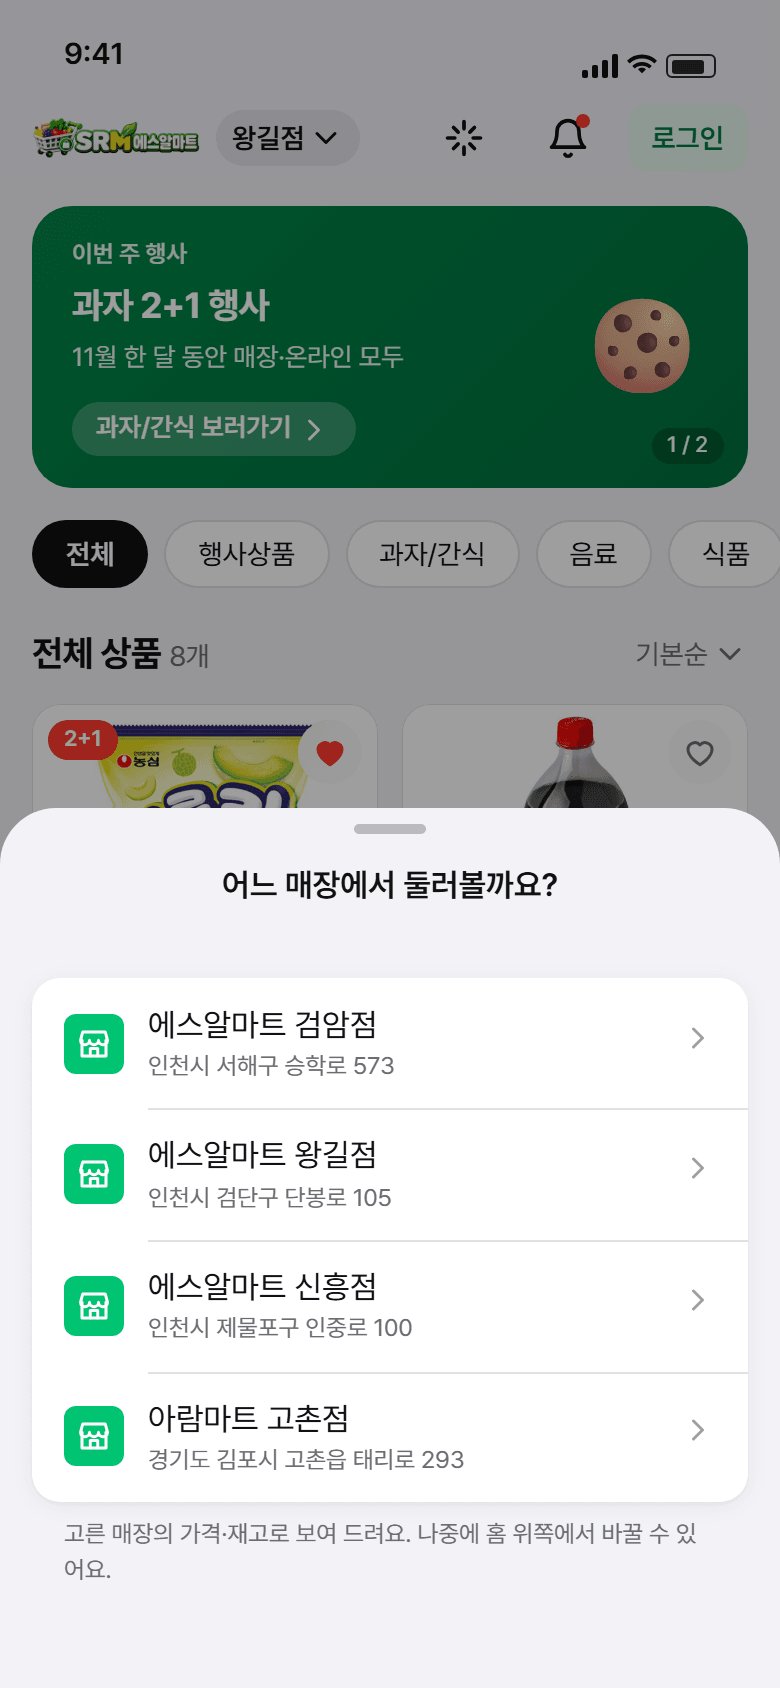 9:41
SRM에스알마트
왕길점
로그인
이번 주 행사
과자 2+1 행사
11월 한 달 동안 매장·온라인 모두
과자/간식 보러가기
1 / 2
전체
행사상품
과자/간식
음료
식품
전체 상품 8개
기본순
2+1
농심
어느 매장에서 둘러볼까요?
에스알마트 검암점
인천시 서해구 승학로 573
에스알마트 왕길점
인천시 검단구 단봉로 105
에스알마트 신흥점
인천시 제물포구 인중로 100
아람마트 고촌점
경기도 김포시 고촌읍 태리로 293
고른 매장의 가격·재고로 보여 드려요. 나중에 홈 위쪽에서 바꿀 수 있
어요.